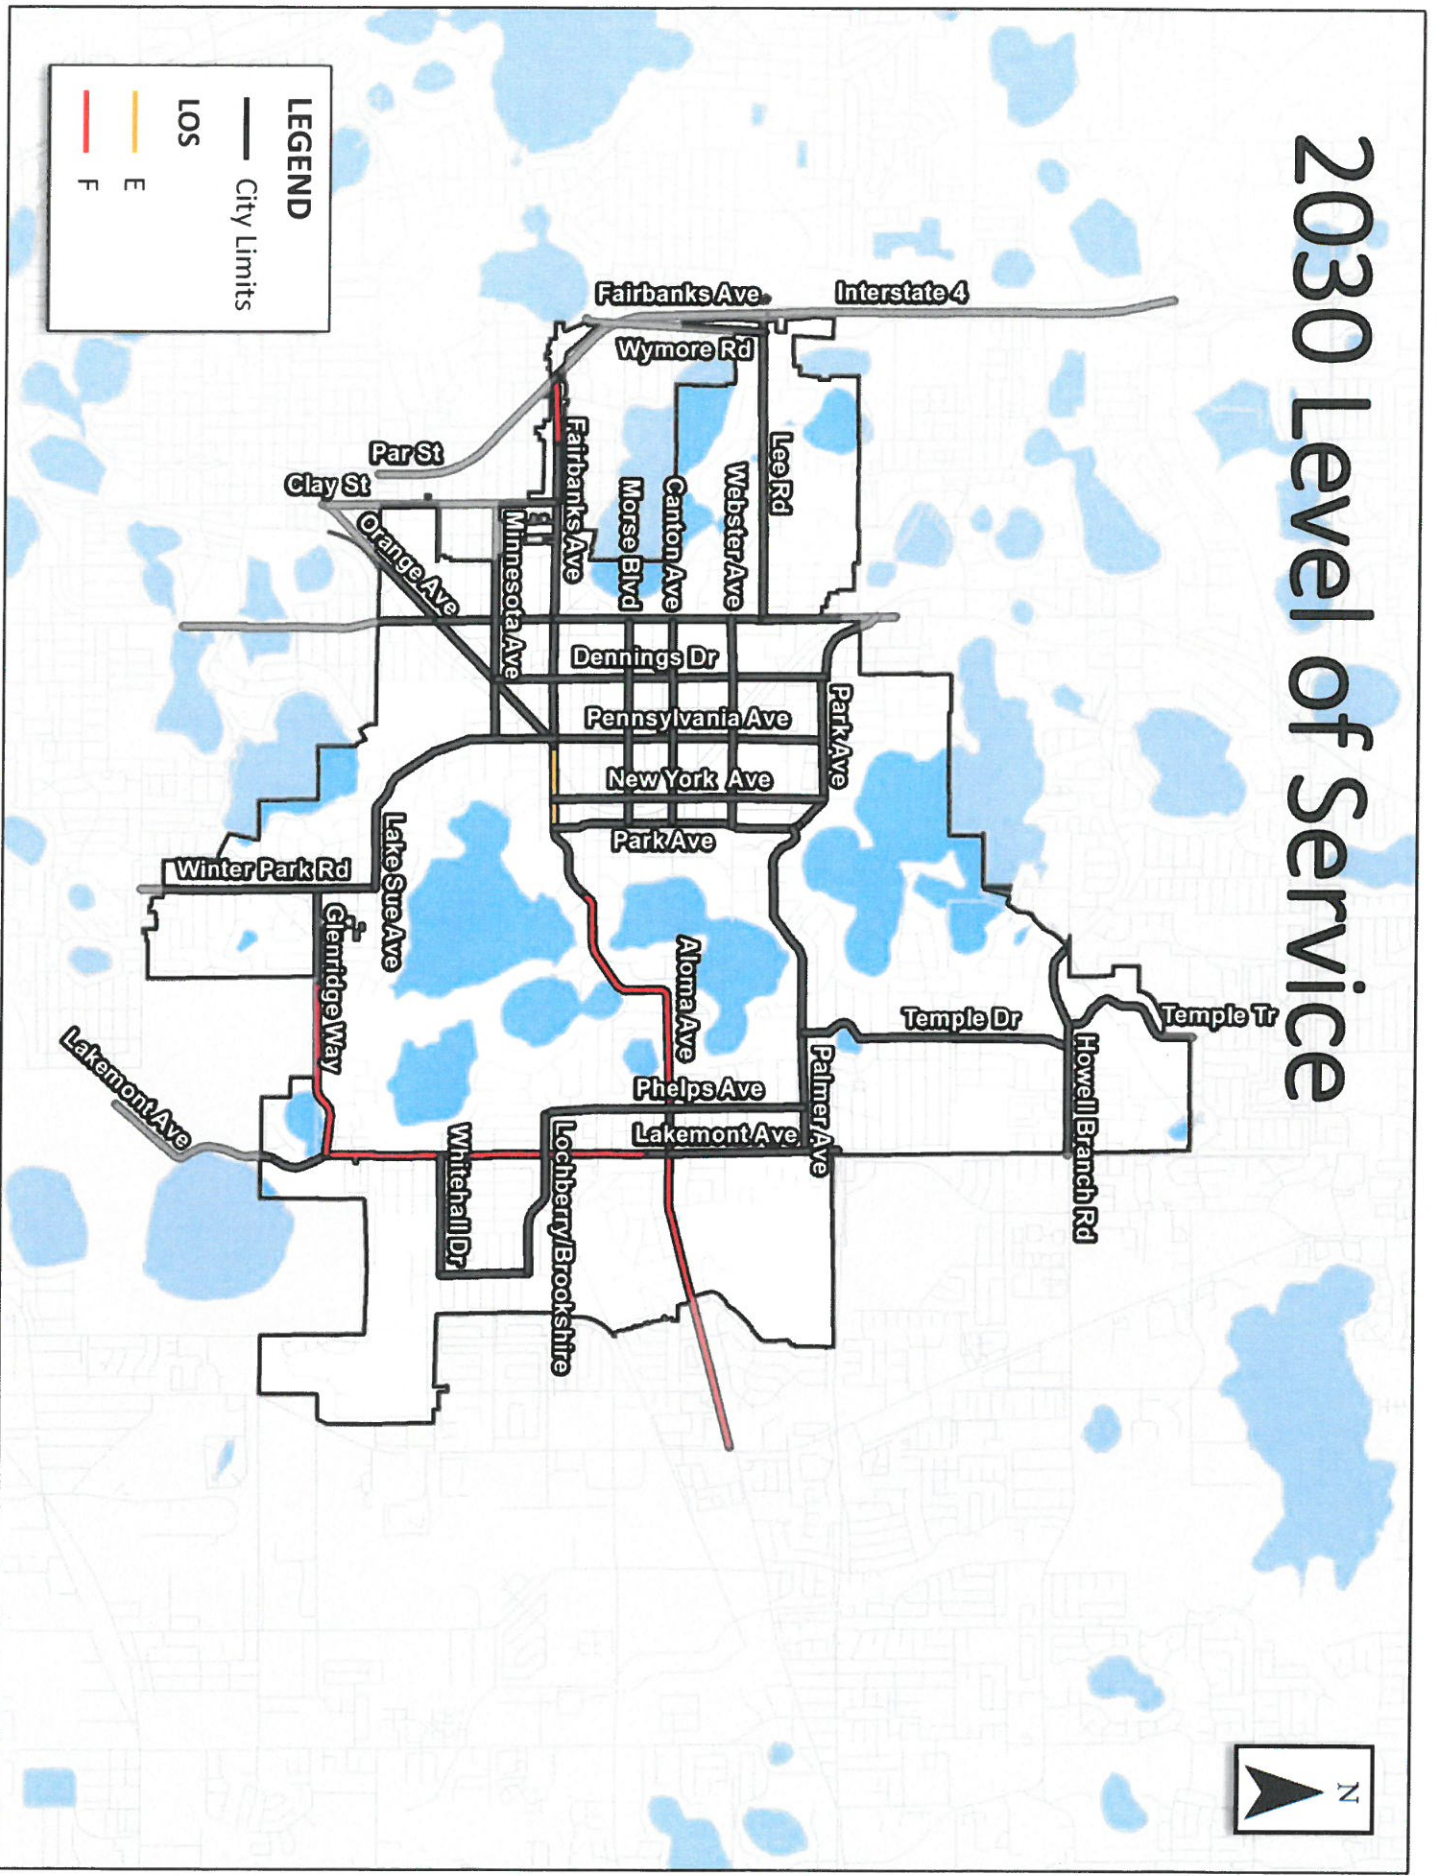 2030 Level of Service
N
Interstate 4
Fairbanks Ave
Wymore Rd
Lee Rd
Par St
Clay St
Fairbanks Ave
Morse Blvd
Canton Ave
Webster Ave
Orange Ave
Minnesota Ave
Dennings Dr
Pennsylvania Ave
Park Ave
New York Ave
Park Ave
Lake Sue Ave
Winter Park Rd
Glenridge Way
Aloma Ave
Temple Dr
Temple Tr
Howell Branch Rd
Palmer Ave
Phelps Ave
Lakemont Ave
Lakemont Ave
Whitehall Dr
Lochberry/Brookshire
LEGEND
City Limits
LOS
E
F